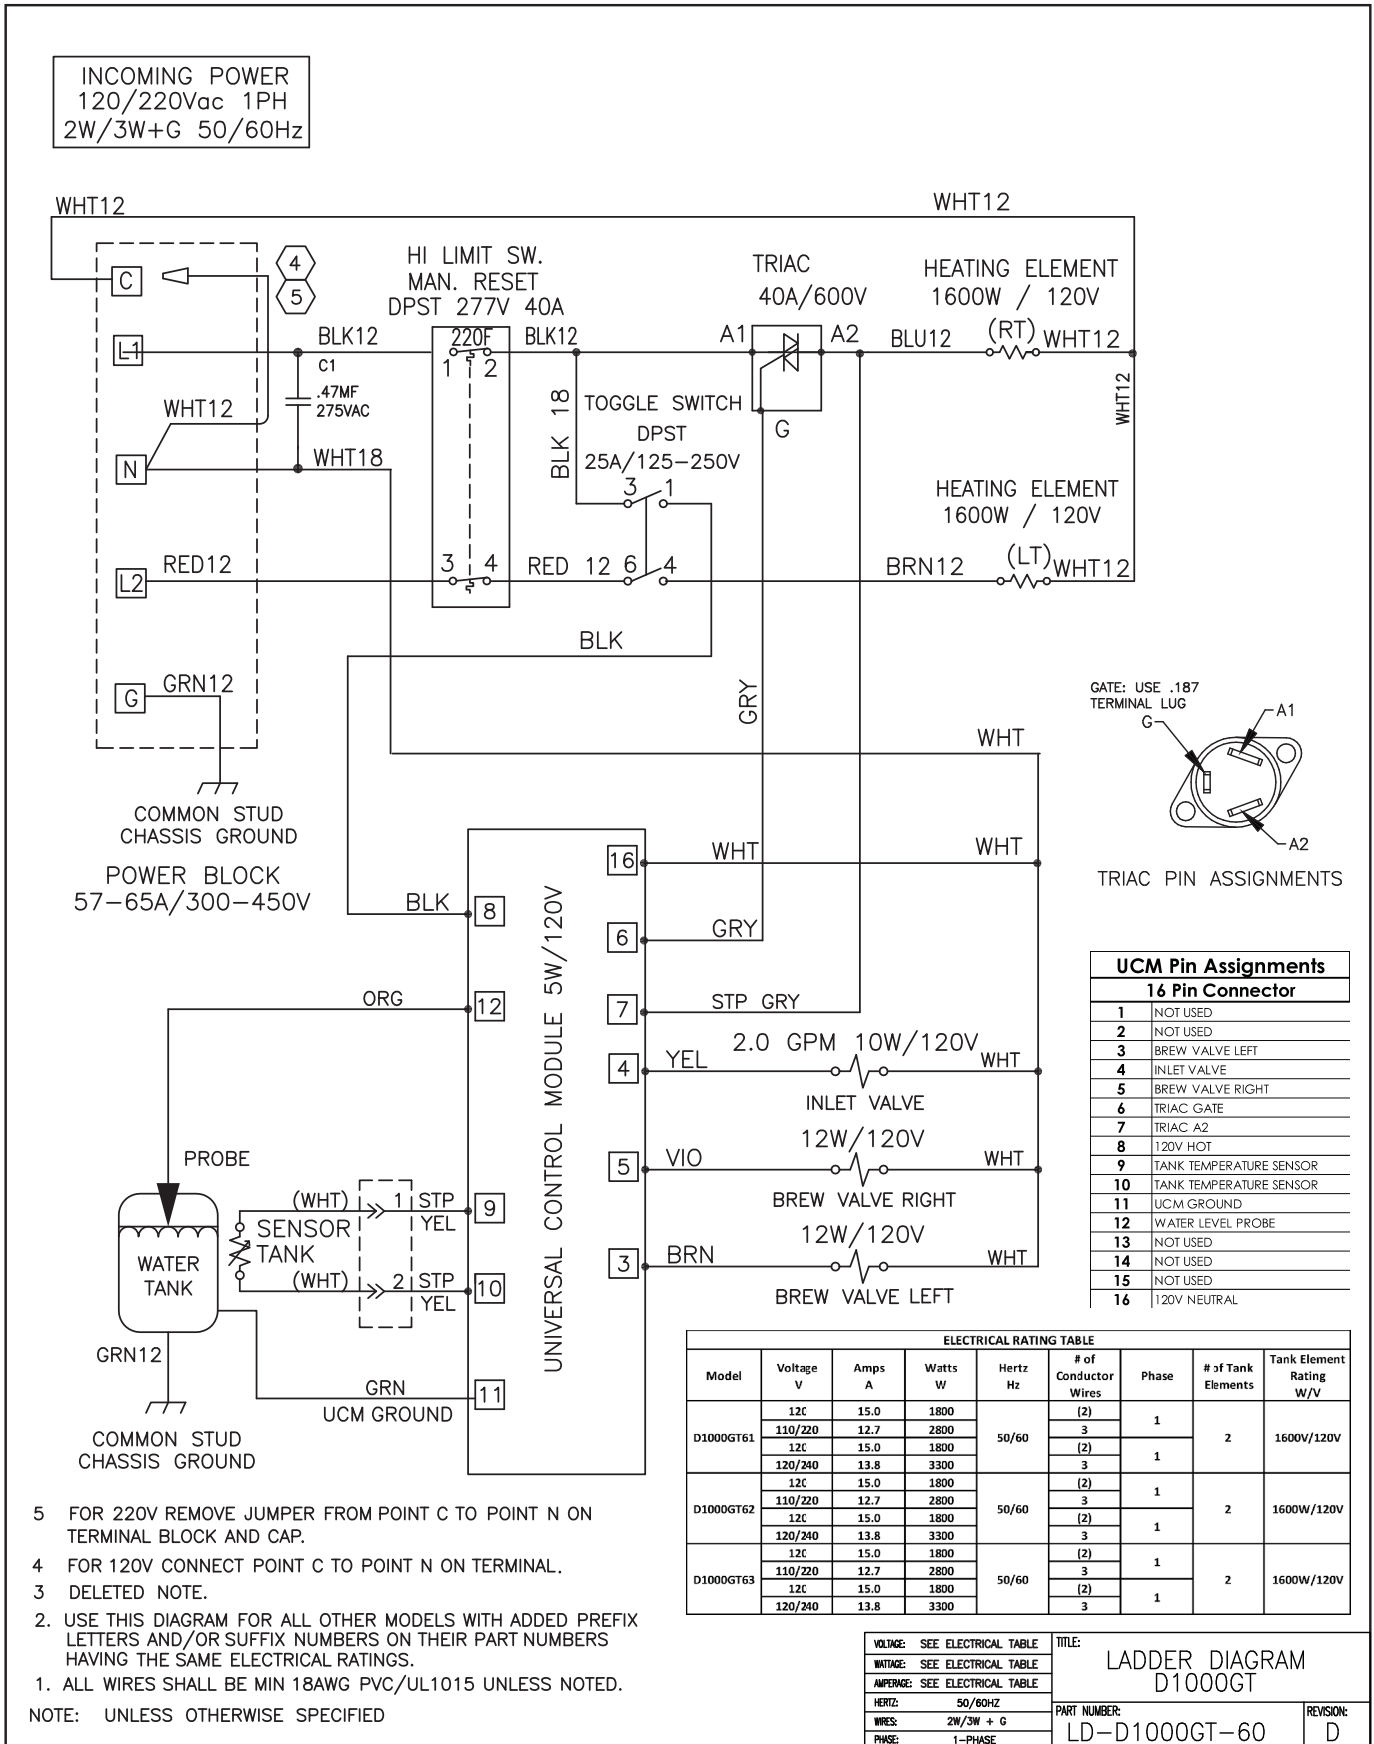 INCOMING POWER
120/220Vac 1PH
2W/3W+G 50/60Hz
WHT12
WHT12
C
4
5
HI LIMIT SW.
MAN. RESET
DPST 277V 40A
TRIAC
40A/600V
HEATING ELEMENT
1600W / 120V
L1
BLK12
220F
BLK12
A1
A2
BLU12
(RT)
WHT12
1
2
C1
.47MF
275VAC
WHT12
WHT12
BLK 18
TOGGLE SWITCH
DPST
25A/125-250V
G
N
WHT18
3
1
HEATING ELEMENT
1600W / 120V
L2
RED12
3
4
RED 12
6
4
BRN12
(LT)
WHT12
BLK
G
GRN12
GRY
GATE: USE .187
TERMINAL LUG
G
A1
A2
TRIAC PIN ASSIGNMENTS
WHT
COMMON STUD
CHASSIS GROUND
POWER BLOCK
57-65A/300-450V
UNIVERSAL CONTROL MODULE 5W/120V
16
WHT
WHT
BLK
8
6
GRY
ORG
12
7
STP GRY
2.0 GPM 10W/120V
4
YEL
WHT
INLET VALVE
12W/120V
5
VIO
WHT
BREW VALVE RIGHT
12W/120V
3
BRN
WHT
BREW VALVE LEFT
PROBE
WATER
TANK
(WHT)
1
STP
YEL
9
SENSOR
TANK
(WHT)
2
STP
YEL
10
GRN12
GRN
11
UCM GROUND
COMMON STUD
CHASSIS GROUND
UCM Pin Assignments
16 Pin Connector
1 NOT USED
2 NOT USED
3 BREW VALVE LEFT
4 INLET VALVE
5 BREW VALVE RIGHT
6 TRIAC GATE
7 TRIAC A2
8 120V HOT
9 TANK TEMPERATURE SENSOR
10 TANK TEMPERATURE SENSOR
11 UCM GROUND
12 WATER LEVEL PROBE
13 NOT USED
14 NOT USED
15 NOT USED
16 120V NEUTRAL
ELECTRICAL RATING TABLE
Model Voltage V Amps A Watts W Hertz Hz # of Conductor Wires Phase # of Tank Elements Tank Element Rating W/V
D1000GT61 50/60 2 1600V/120V
120 15.0 1800 (2) 1
110/220 12.7 2800 3
120 15.0 1800 (2) 1
120/240 13.8 3300 3
D1000GT62 50/60 2 1600W/120V
120 15.0 1800 (2) 1
110/220 12.7 2800 3
120 15.0 1800 (2) 1
120/240 13.8 3300 3
D1000GT63 50/60 2 1600W/120V
120 15.0 1800 (2) 1
110/220 12.7 2800 3
120 15.0 1800 (2) 1
120/240 13.8 3300 3
5 FOR 220V REMOVE JUMPER FROM POINT C TO POINT N ON
TERMINAL BLOCK AND CAP.
4 FOR 120V CONNECT POINT C TO POINT N ON TERMINAL.
3 DELETED NOTE.
2. USE THIS DIAGRAM FOR ALL OTHER MODELS WITH ADDED PREFIX
LETTERS AND/OR SUFFIX NUMBERS ON THEIR PART NUMBERS
HAVING THE SAME ELECTRICAL RATINGS.
1. ALL WIRES SHALL BE MIN 18AWG PVC/UL1015 UNLESS NOTED.
NOTE: UNLESS OTHERWISE SPECIFIED
VOLTAGE: SEE ELECTRICAL TABLE
WATTAGE: SEE ELECTRICAL TABLE
AMPERAGE: SEE ELECTRICAL TABLE
HERTZ: 50/60HZ
WIRES: 2W/3W + G
PHASE: 1-PHASE
TITLE:
LADDER DIAGRAM
D1000GT
PART NUMBER:
LD-D1000GT-60
REVISION:
D